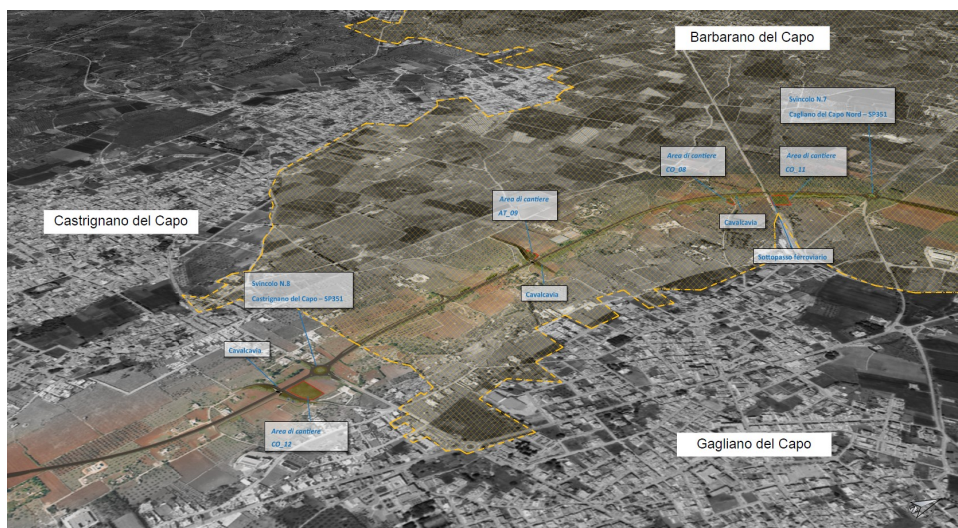 Barbarano del Capo
Svincolo N.7
Cagliano del Capo Nord – SP351
Area di cantiere
CO_08
Area di cantiere
CO_11
Area di cantiere
AT_09
Castrignano del Capo
Cavalcavia
Sottopasso ferroviario
Svincolo N.8
Castrignano del Capo – SP351
Cavalcavia
Cavalcavia
Area di cantiere
CO_12
Gagliano del Capo